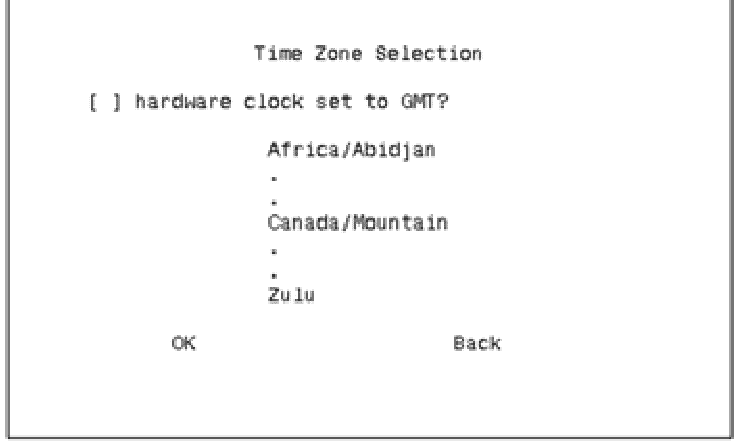 Time Zone Selection
[ ] hardware clock set to GMT?
Africa/Abidjan
.
.
Canada/Mountain
.
.
Zulu
OK Back